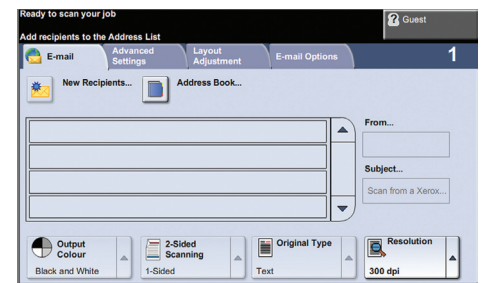 Ready to scan your job
Guest
Add recipients to the Address List
E-mail
Advanced Settings
Layout Adjustment
E-mail Options
1
New Recipients...
Address Book...
From...
Subject...
Scan from a Xerox...
Output Colour
Black and White
2-Sided Scanning
1-Sided
Original Type
Text
Resolution
300 dpi